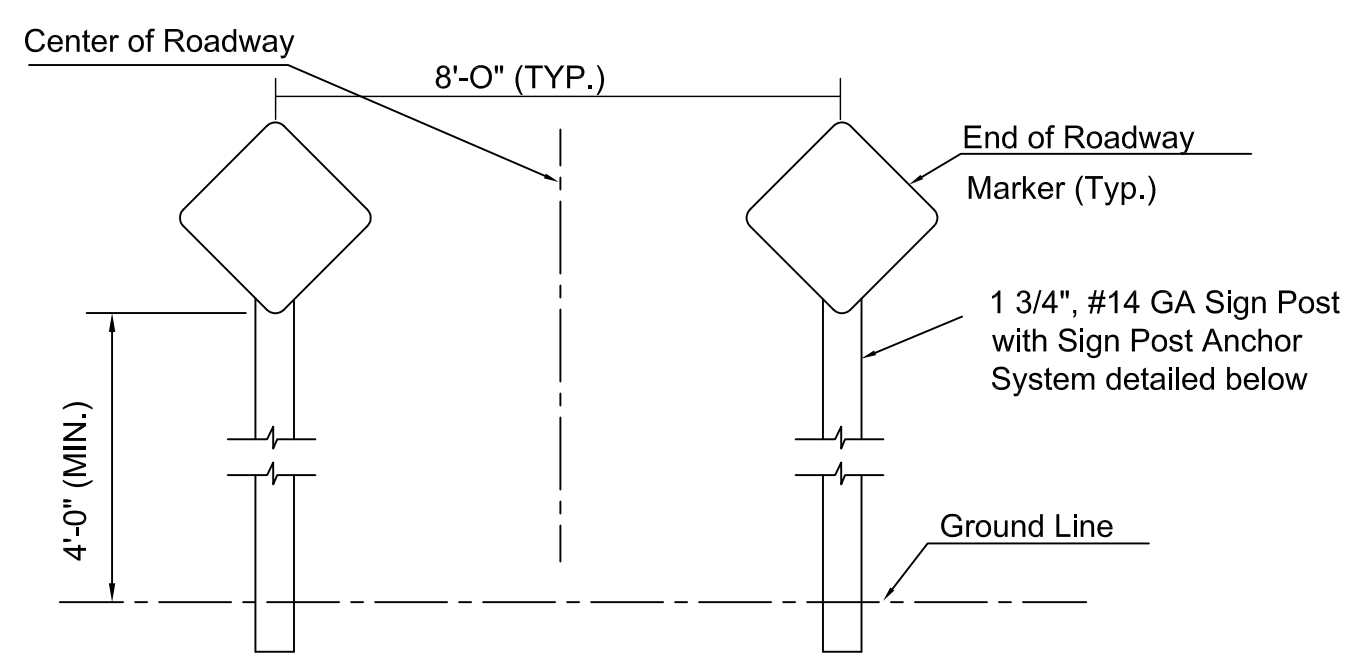 Center of Roadway
8'-O" (TYP.)
End of Roadway
Marker (Typ.)
1 3/4", #14 GA Sign Post
with Sign Post Anchor
System detailed below
4'-0" (MIN.)
Ground Line